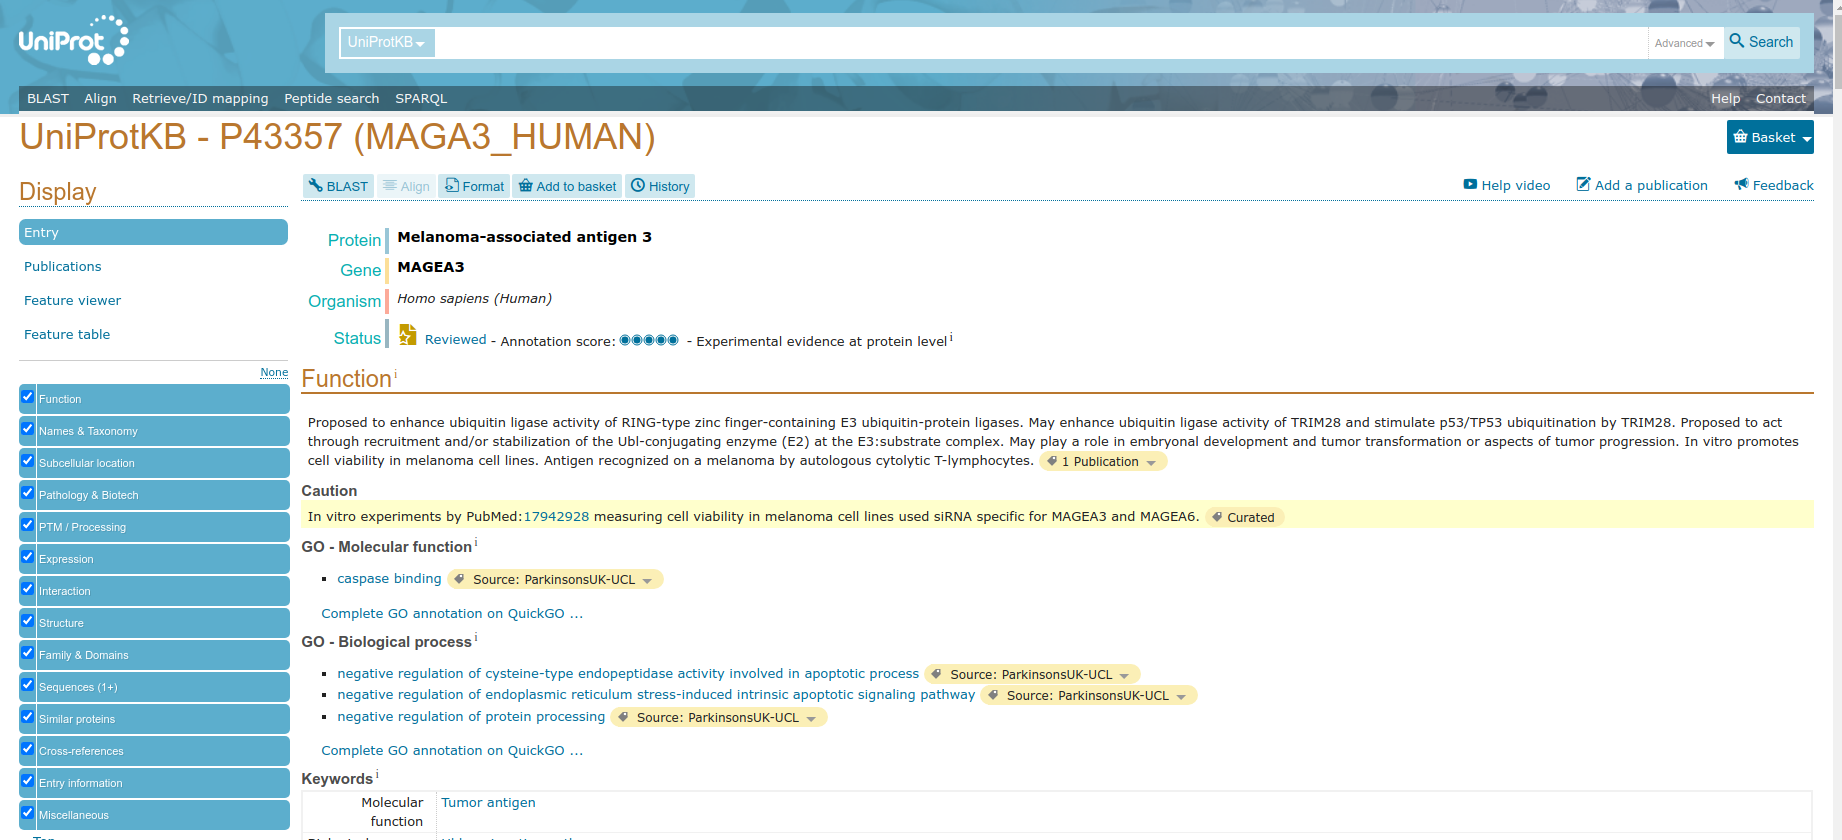 UniProt
UniProtKB
Advanced
Search
BLAST Align Retrieve/ID mapping Peptide search SPARQL Help Contact
UniProtKB - P43357 (MAGA3_HUMAN)
Basket
Display
BLAST Align Format Add to basket History
Help video Add a publication Feedback
Entry
Publications
Feature viewer
Feature table
None
Function
Names & Taxonomy
Subcellular location
Pathology & Biotech
PTM / Processing
Expression
Interaction
Structure
Family & Domains
Sequences (1+)
Similar proteins
Cross-references
Entry information
Miscellaneous
Top
Protein Melanoma-associated antigen 3
Gene MAGEA3
Organism Homo sapiens (Human)
Status Reviewed - Annotation score: - Experimental evidence at protein level i
Function i
Proposed to enhance ubiquitin ligase activity of RING-type zinc finger-containing E3 ubiquitin-protein ligases. May enhance ubiquitin ligase activity of TRIM28 and stimulate p53/TP53 ubiquitination by TRIM28. Proposed to act
through recruitment and/or stabilization of the Ubl-conjugating enzyme (E2) at the E3:substrate complex. May play a role in embryonal development and tumor transformation or aspects of tumor progression. In vitro promotes
cell viability in melanoma cell lines. Antigen recognized on a melanoma by autologous cytolytic T-lymphocytes. 1 Publication
Caution
In vitro experiments by PubMed:17942928 measuring cell viability in melanoma cell lines used siRNA specific for MAGEA3 and MAGEA6. Curated
GO - Molecular function i
caspase binding Source: ParkinsonsUK-UCL
Complete GO annotation on QuickGO ...
GO - Biological process i
negative regulation of cysteine-type endopeptidase activity involved in apoptotic process Source: ParkinsonsUK-UCL
negative regulation of endoplasmic reticulum stress-induced intrinsic apoptotic signaling pathway Source: ParkinsonsUK-UCL
negative regulation of protein processing Source: ParkinsonsUK-UCL
Complete GO annotation on QuickGO ...
Keywords i
Molecular Tumor antigen
function